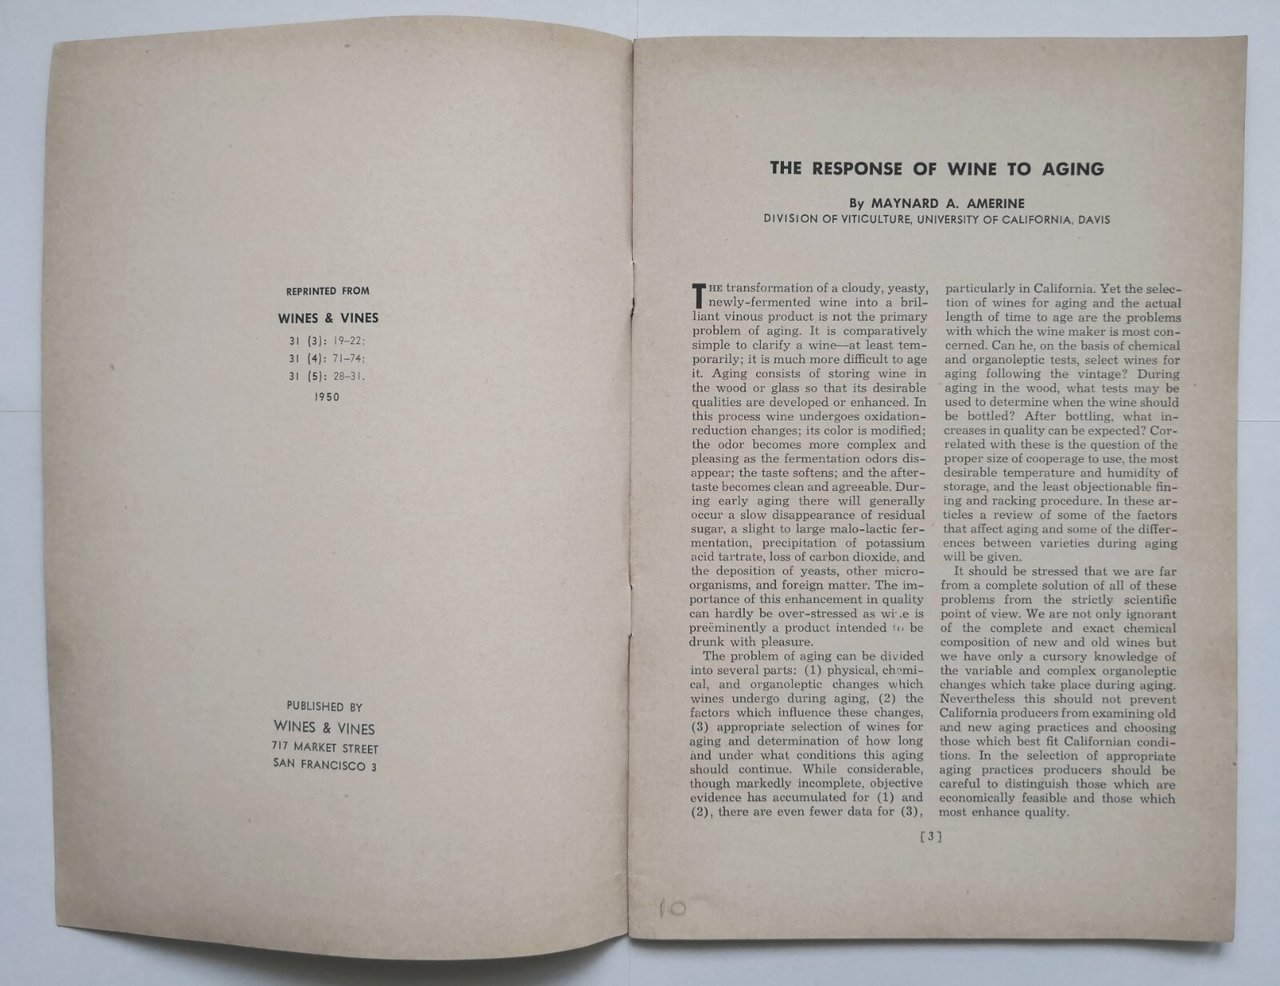 REPRINTED FROM
WINES & VINES
31 (3): 19–22;
31 (4): 71–74;
31 (5): 28–31.
1950
PUBLISHED BY
WINES & VINES
717 MARKET STREET
SAN FRANCISCO 3
THE RESPONSE OF WINE TO AGING
By MAYNARD A. AMERINE
DIVISION OF VITICULTURE, UNIVERSITY OF CALIFORNIA, DAVIS
THE transformation of a cloudy, yeasty,
newly-fermented wine into a bril-
liant vinous product is not the primary
problem of aging. It is comparatively
simple to clarify a wine—at least tem-
porarily; it is much more difficult to age
it. Aging consists of storing wine in
the wood or glass so that its desirable
qualities are developed or enhanced. In
this process wine undergoes oxidation-
reduction changes; its color is modified;
the odor becomes more complex and
pleasing as the fermentation odors dis-
appear; the taste softens; and the after-
taste becomes clean and agreeable. Dur-
ing early aging there will generally
occur a slow disappearance of residual
sugar, a slight to large malo-lactic fer-
mentation, precipitation of potassium
acid tartrate, loss of carbon dioxide, and
the deposition of yeasts, other micro-
organisms, and foreign matter. The im-
portance of this enhancement in quality
can hardly be over-stressed as wine is
preëminently a product intended to be
drunk with pleasure.
The problem of aging can be divided
into several parts: (1) physical, chemi-
cal, and organoleptic changes which
wines undergo during aging, (2) the
factors which influence these changes,
(3) appropriate selection of wines for
aging and determination of how long
and under what conditions this aging
should continue. While considerable,
though markedly incomplete, objective
evidence has accumulated for (1) and
(2), there are even fewer data for (3),
particularly in California. Yet the selec-
tion of wines for aging and the actual
length of time to age are the problems
with which the wine maker is most con-
cerned. Can he, on the basis of chemical
and organoleptic tests, select wines for
aging following the vintage? During
aging in the wood, what tests may be
used to determine when the wine should
be bottled? After bottling, what in-
creases in quality can be expected? Cor-
related with these is the question of the
proper size of cooperage to use, the most
desirable temperature and humidity of
storage, and the least objectionable fin-
ing and racking procedure. In these ar-
ticles a review of some of the factors
that affect aging and some of the differ-
ences between varieties during aging
will be given.
It should be stressed that we are far
from a complete solution of all of these
problems from the strictly scientific
point of view. We are not only ignorant
of the complete and exact chemical
composition of new and old wines but
we have only a cursory knowledge of
the variable and complex organoleptic
changes which take place during aging.
Nevertheless this should not prevent
California producers from examining old
and new aging practices and choosing
those which best fit Californian condi-
tions. In the selection of appropriate
aging practices producers should be
careful to distinguish those which are
economically feasible and those which
most enhance quality.
[3]
10